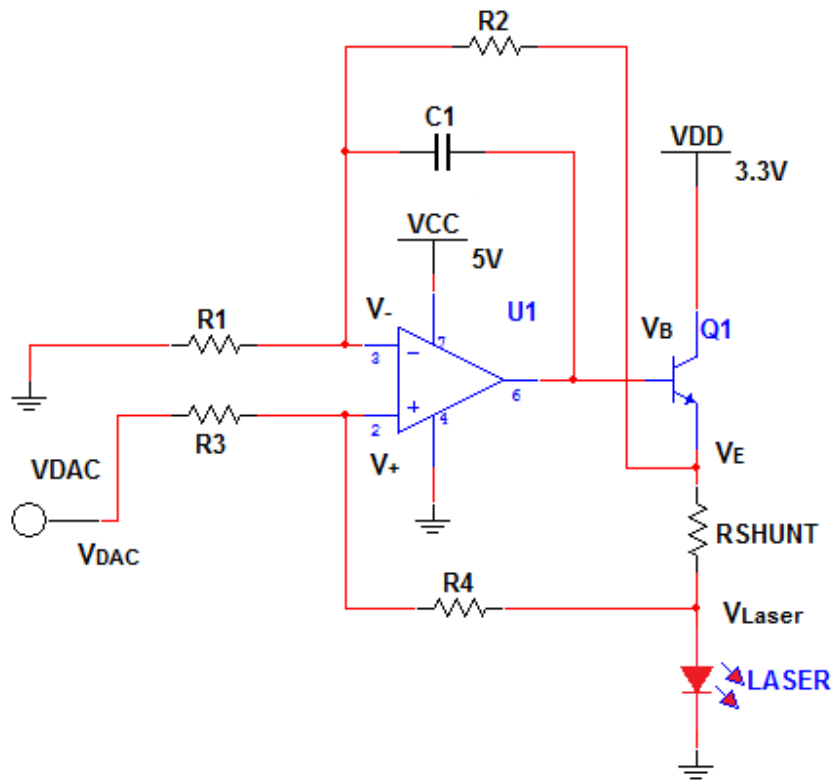 R2
C1
VDD
3.3V
VCC
5V
R1
V-
U1
VB
Q1
7
3
−
6
+
2
4
R3
V+
VE
VDAC
VDAC
RSHUNT
R4
VLaser
LASER